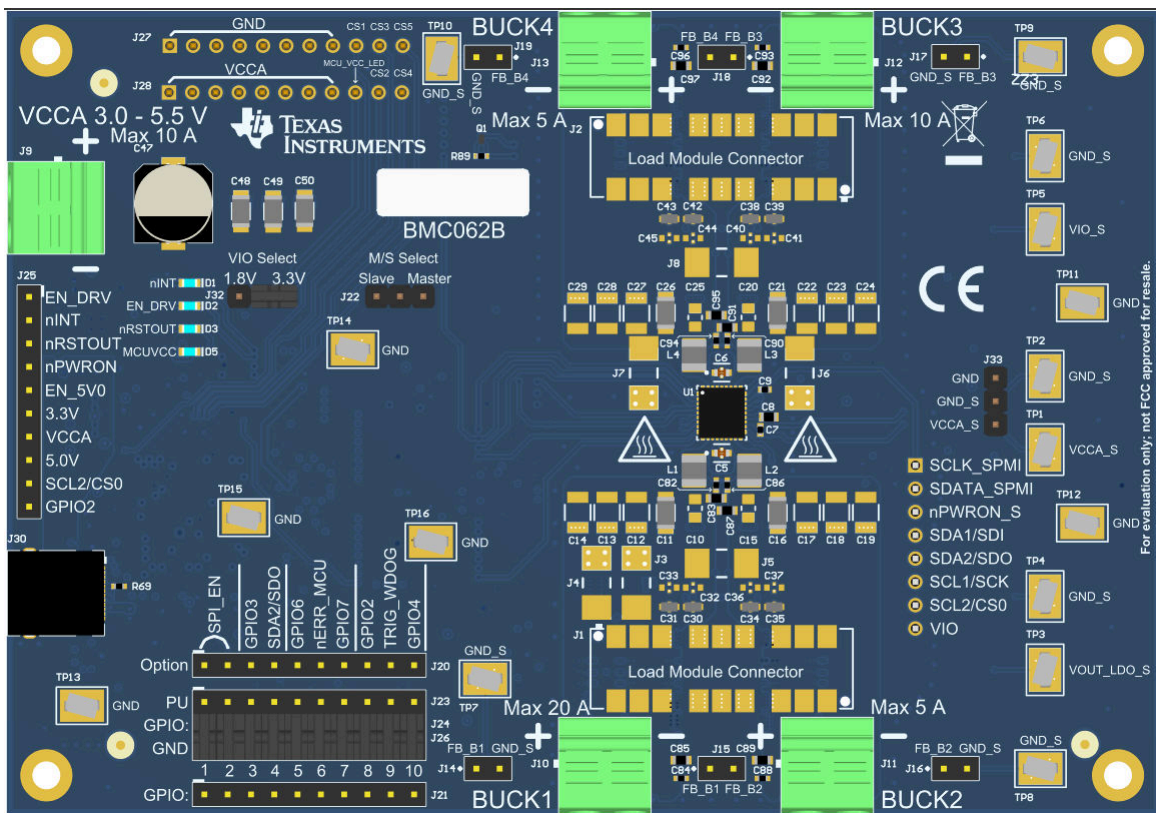 BUCK4
BUCK3
J27
GND
CS1 CS3 CS5
TP10
J19
J13
FB_B4
GND_S
FB_B4 FB_B3
C96
C97
J18
C93
C92
J12
J17
GND_S FB_B3
TP9
ZZ3
GND_S
MCU_VCC_LED
J28
VCCA
CS2 CS4
GND_S
VCCA 3.0 - 5.5 V
Max 10 A
+
−
C47
J9
TEXAS
INSTRUMENTS
Q1
R89
Max 5 A
− + − +
Max 10 A
J2
Load Module Connector
TP6
GND_S
TP5
VIO_S
C48 C49 C50
BMC062B
C43 C42 C38 C39
C45 C44 C40 C41
J8
VIO Select
1.8V 3.3V
J32
M/S Select
Slave Master
J22
nINT D1
EN_DRV D2
nRSTOUT D3
MCUVCC D5
J25
EN_DRV
nINT
nRSTOUT
nPWRON
EN_5V0
3.3V
VCCA
5.0V
SCL2/CS0
GPIO2
TP14
GND
C29 C28 C27 C26 C25 C95 C91 C20 C21 C22 C23 C24
C94 C90
L4 L3
C6
J7 J6
U1
C9
C8
C7
CE
TP11
GND
TP2
GND_S
J33
GND
GND_S
VCCA_S
TP1
VCCA_S
For evaluation only; not FCC approved for resale.
L1 L2
C5
C82 C86
C83 C87
C14 C13 C12 C11 C10 C15 C16 C17 C18 C19
TP15
GND
TP16
GND
SCLK_SPMI
SDATA_SPMI
nPWRON_S
SDA1/SDI
SDA2/SDO
SCL1/SCK
SCL2/CS0
VIO
TP12
GND
TP4
GND_S
TP3
VOUT_LDO_S
J30
R69
J3
J4
J5
C33 C32 C36 C37
C31 C30 C34 C35
J1
Load Module Connector
SPI_EN
GPIO3
SDA2/SDO
GPIO6
nERR_MCU
GPIO7
GPIO2
TRIG_WDOG
GPIO4
Option
J20
PU
J23
GPIO:
J24
J26
GND
1 2 3 4 5 6 7 8 9 10
GPIO:
J21
TP13
GND
GND_S
TP7
Max 20 A
+ − + −
Max 5 A
FB_B1 GND_S
J14
J10
C85
C84
J15
C89
C88
FB_B1 FB_B2
J11
FB_B2 GND_S
J16
GND_S
TP8
BUCK1
BUCK2